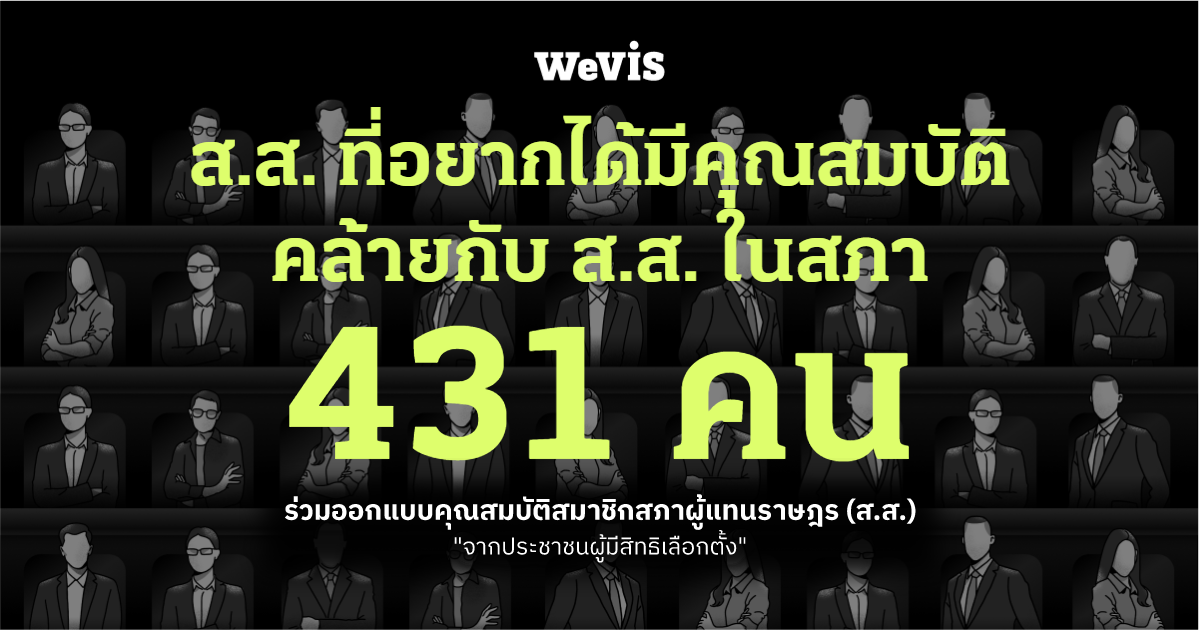 WeVIS
ส.ส. ที่อยากได้มีคุณสมบัติ
คล้ายกับ ส.ส. ในสภา
431 คน
ร่วมออกแบบคุณสมบัติสมาชิกสภาผู้แทนราษฎร (ส.ส.)
"จากประชาชนผู้มีสิทธิเลือกตั้ง"